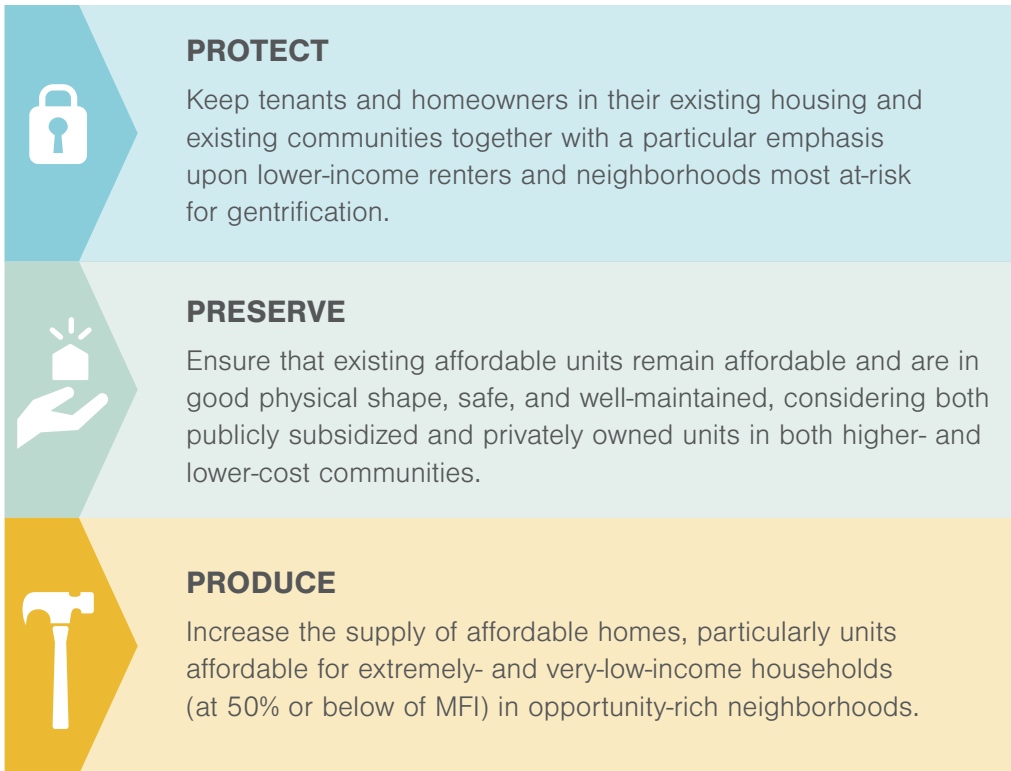 PROTECT
Keep tenants and homeowners in their existing housing and
existing communities together with a particular emphasis
upon lower-income renters and neighborhoods most at-risk
for gentrification.
PRESERVE
Ensure that existing affordable units remain affordable and are in
good physical shape, safe, and well-maintained, considering both
publicly subsidized and privately owned units in both higher- and
lower-cost communities.
PRODUCE
Increase the supply of affordable homes, particularly units
affordable for extremely- and very-low-income households
(at 50% or below of MFI) in opportunity-rich neighborhoods.